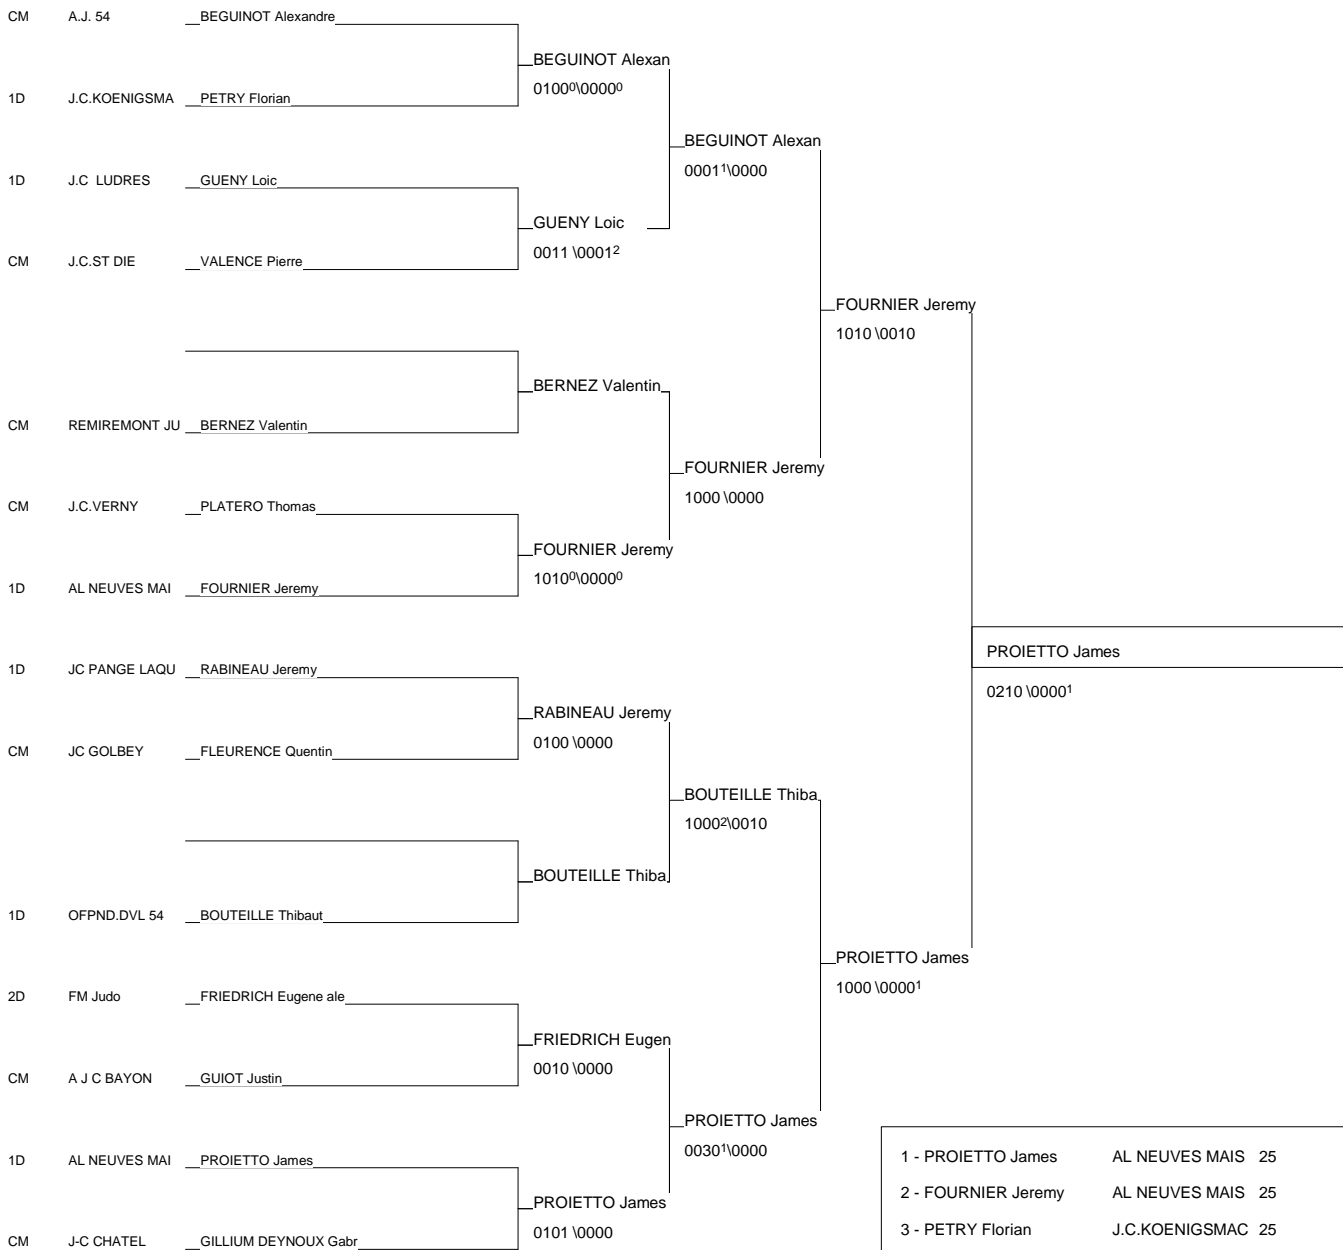 CM A.J. 54 BEGUINOT Alexandre
BEGUINOT Alexan
0100⁰\0000⁰
1D J.C.KOENIGSMA PETRY Florian
BEGUINOT Alexan
0001¹\0000
1D J.C LUDRES GUENY Loic
GUENY Loic
0011 \0001²
CM J.C.ST DIE VALENCE Pierre
FOURNIER Jeremy
1010 \0010
BERNEZ Valentin
CM REMIREMONT JU BERNEZ Valentin
FOURNIER Jeremy
1000 \0000
CM J.C.VERNY PLATERO Thomas
FOURNIER Jeremy
1010⁰\0000⁰
1D AL NEUVES MAI FOURNIER Jeremy
PROIETTO James
0210 \0000¹
1D JC PANGE LAQU RABINEAU Jeremy
RABINEAU Jeremy
0100 \0000
CM JC GOLBEY FLEURENCE Quentin
BOUTEILLE Thiba
1000²\0010
BOUTEILLE Thiba
1D OFPND.DVL 54 BOUTEILLE Thibaut
PROIETTO James
1000 \0000¹
2D FM Judo FRIEDRICH Eugene ale
FRIEDRICH Eugen
0010 \0000
CM A J C BAYON GUIOT Justin
PROIETTO James
0030¹\0000
1D AL NEUVES MAI PROIETTO James
PROIETTO James
0101 \0000
CM J-C CHATEL GILLIUM DEYNOUX Gabr
1 - PROIETTO James AL NEUVES MAIS 25
2 - FOURNIER Jeremy AL NEUVES MAIS 25
3 - PETRY Florian J.C.KOENIGSMAC 25